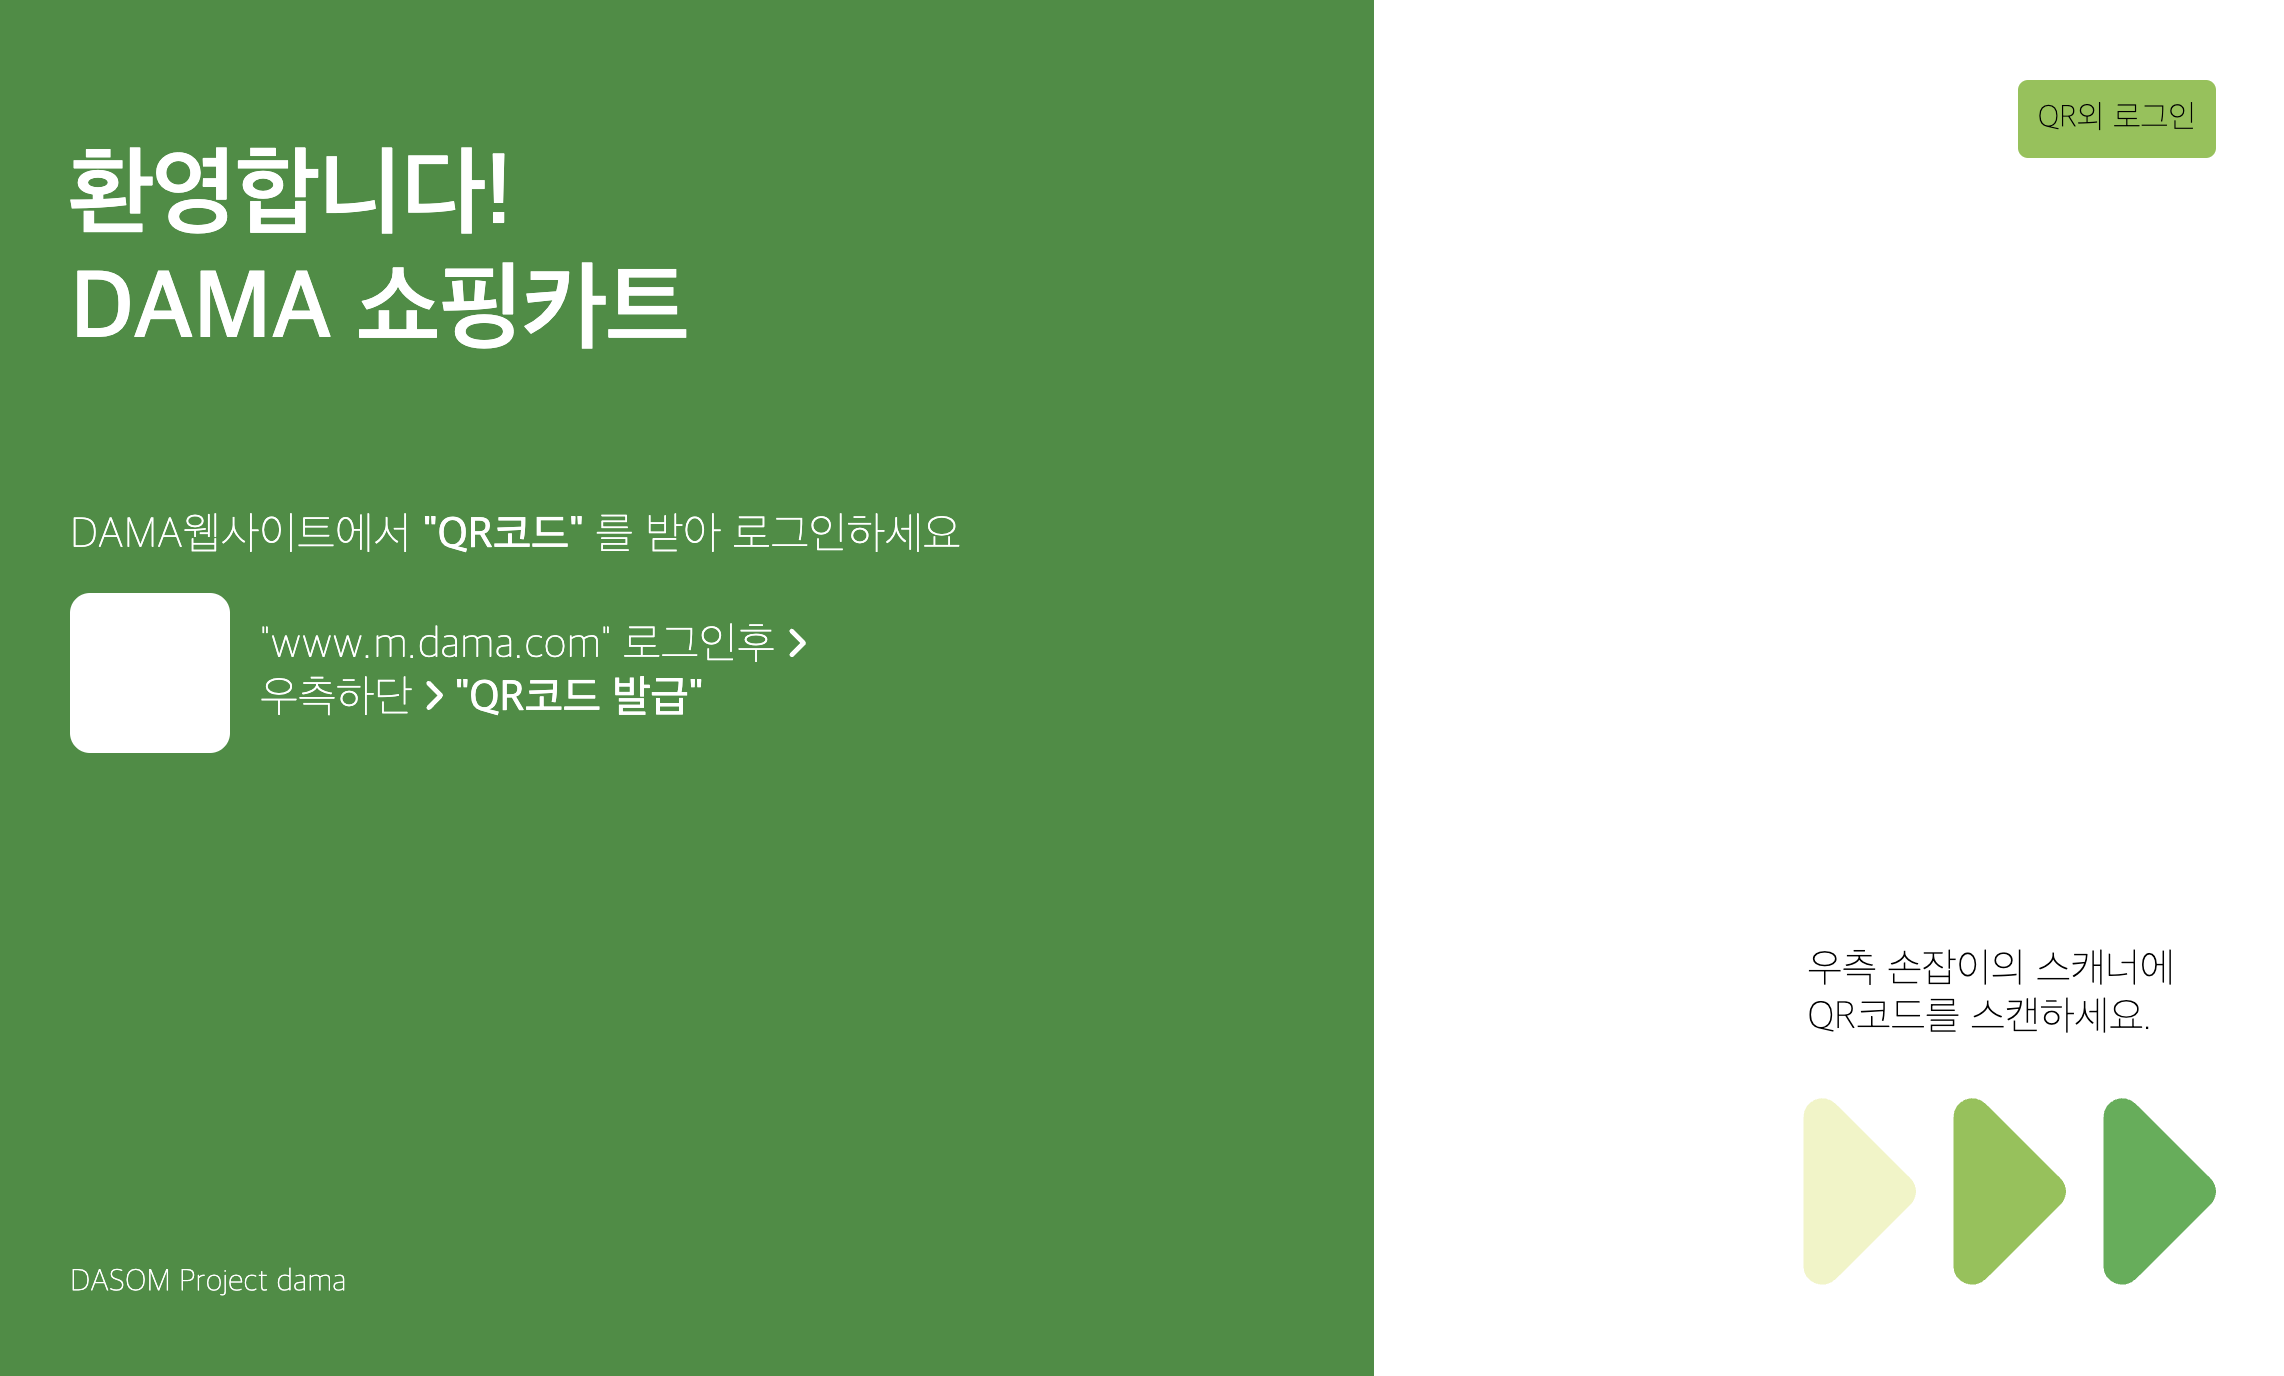 환영합니다!
DAMA 쇼핑카트
DAMA웹사이트에서 "QR코드" 를 받아 로그인하세요
"www.m.dama.com" 로그인후 >
우측하단 > "QR코드 발급"
DASOM Project dama
QR외 로그인
우측 손잡이의 스캐너에
QR코드를 스캔하세요.